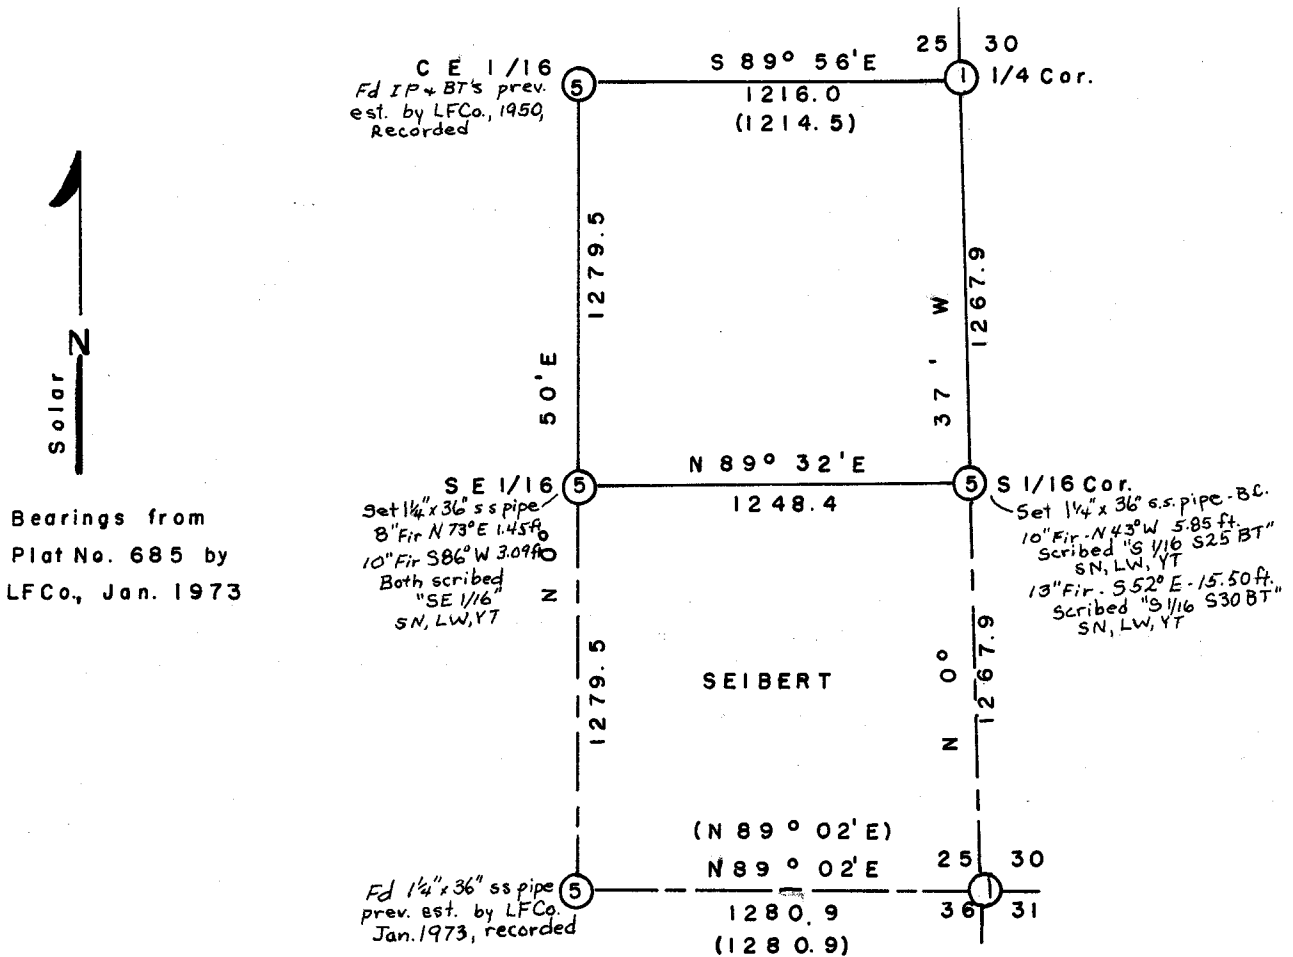 25 30
C E 1/16
S 89° 56' E
1 1/4 Cor.
5
Fd IP & BT's prev.
est. by LFCo., 1950,
Recorded
1216.0
(1214.5)
1279.5
1267.9
N 0° 50' E
N 0° 37' W
N
Solar
Bearings from
Plat No. 685 by
LFCo., Jan. 1973
SE 1/16
5
N 89° 32' E
1248.4
5
S 1/16 Cor.
Set 1¼" x 36" ss pipe
8" Fir N 73° E 1.45 ft.
10" Fir S 86° W 3.09 ft.
Both scribed
"SE 1/16"
SN, LW, YT
Set 1¼" x 36" s.s. pipe - B.C.
10" Fir - N 43° W 5.85 ft.
Scribed "S 1/16 S25 BT"
SN, LW, YT
13" Fir - S 52° E - 15.50 ft.
Scribed "S 1/16 S30 BT"
SN, LW, YT
1279.5
1267.9
SEIBERT
(N 89° 02' E)
N 89° 02' E
25 30
5
1
Fd 1¼" x 36" ss pipe
prev. est. by LFCo.
Jan. 1973, recorded
1280.9
(1280.9)
36 31